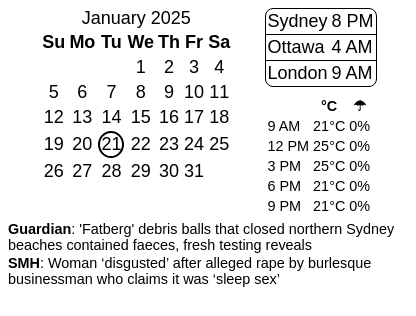 January 2025
Su Mo Tu We Th Fr Sa
1 2 3 4
5 6 7 8 9 10 11
12 13 14 15 16 17 18
19 20 21 22 23 24 25
26 27 28 29 30 31
Sydney 8 PM
Ottawa 4 AM
London 9 AM
°C ☂
9 AM 21°C 0%
12 PM 25°C 0%
3 PM 25°C 0%
6 PM 21°C 0%
9 PM 21°C 0%
Guardian: 'Fatberg' debris balls that closed northern Sydney
beaches contained faeces, fresh testing reveals
SMH: Woman ‘disgusted’ after alleged rape by burlesque
businessman who claims it was ‘sleep sex’